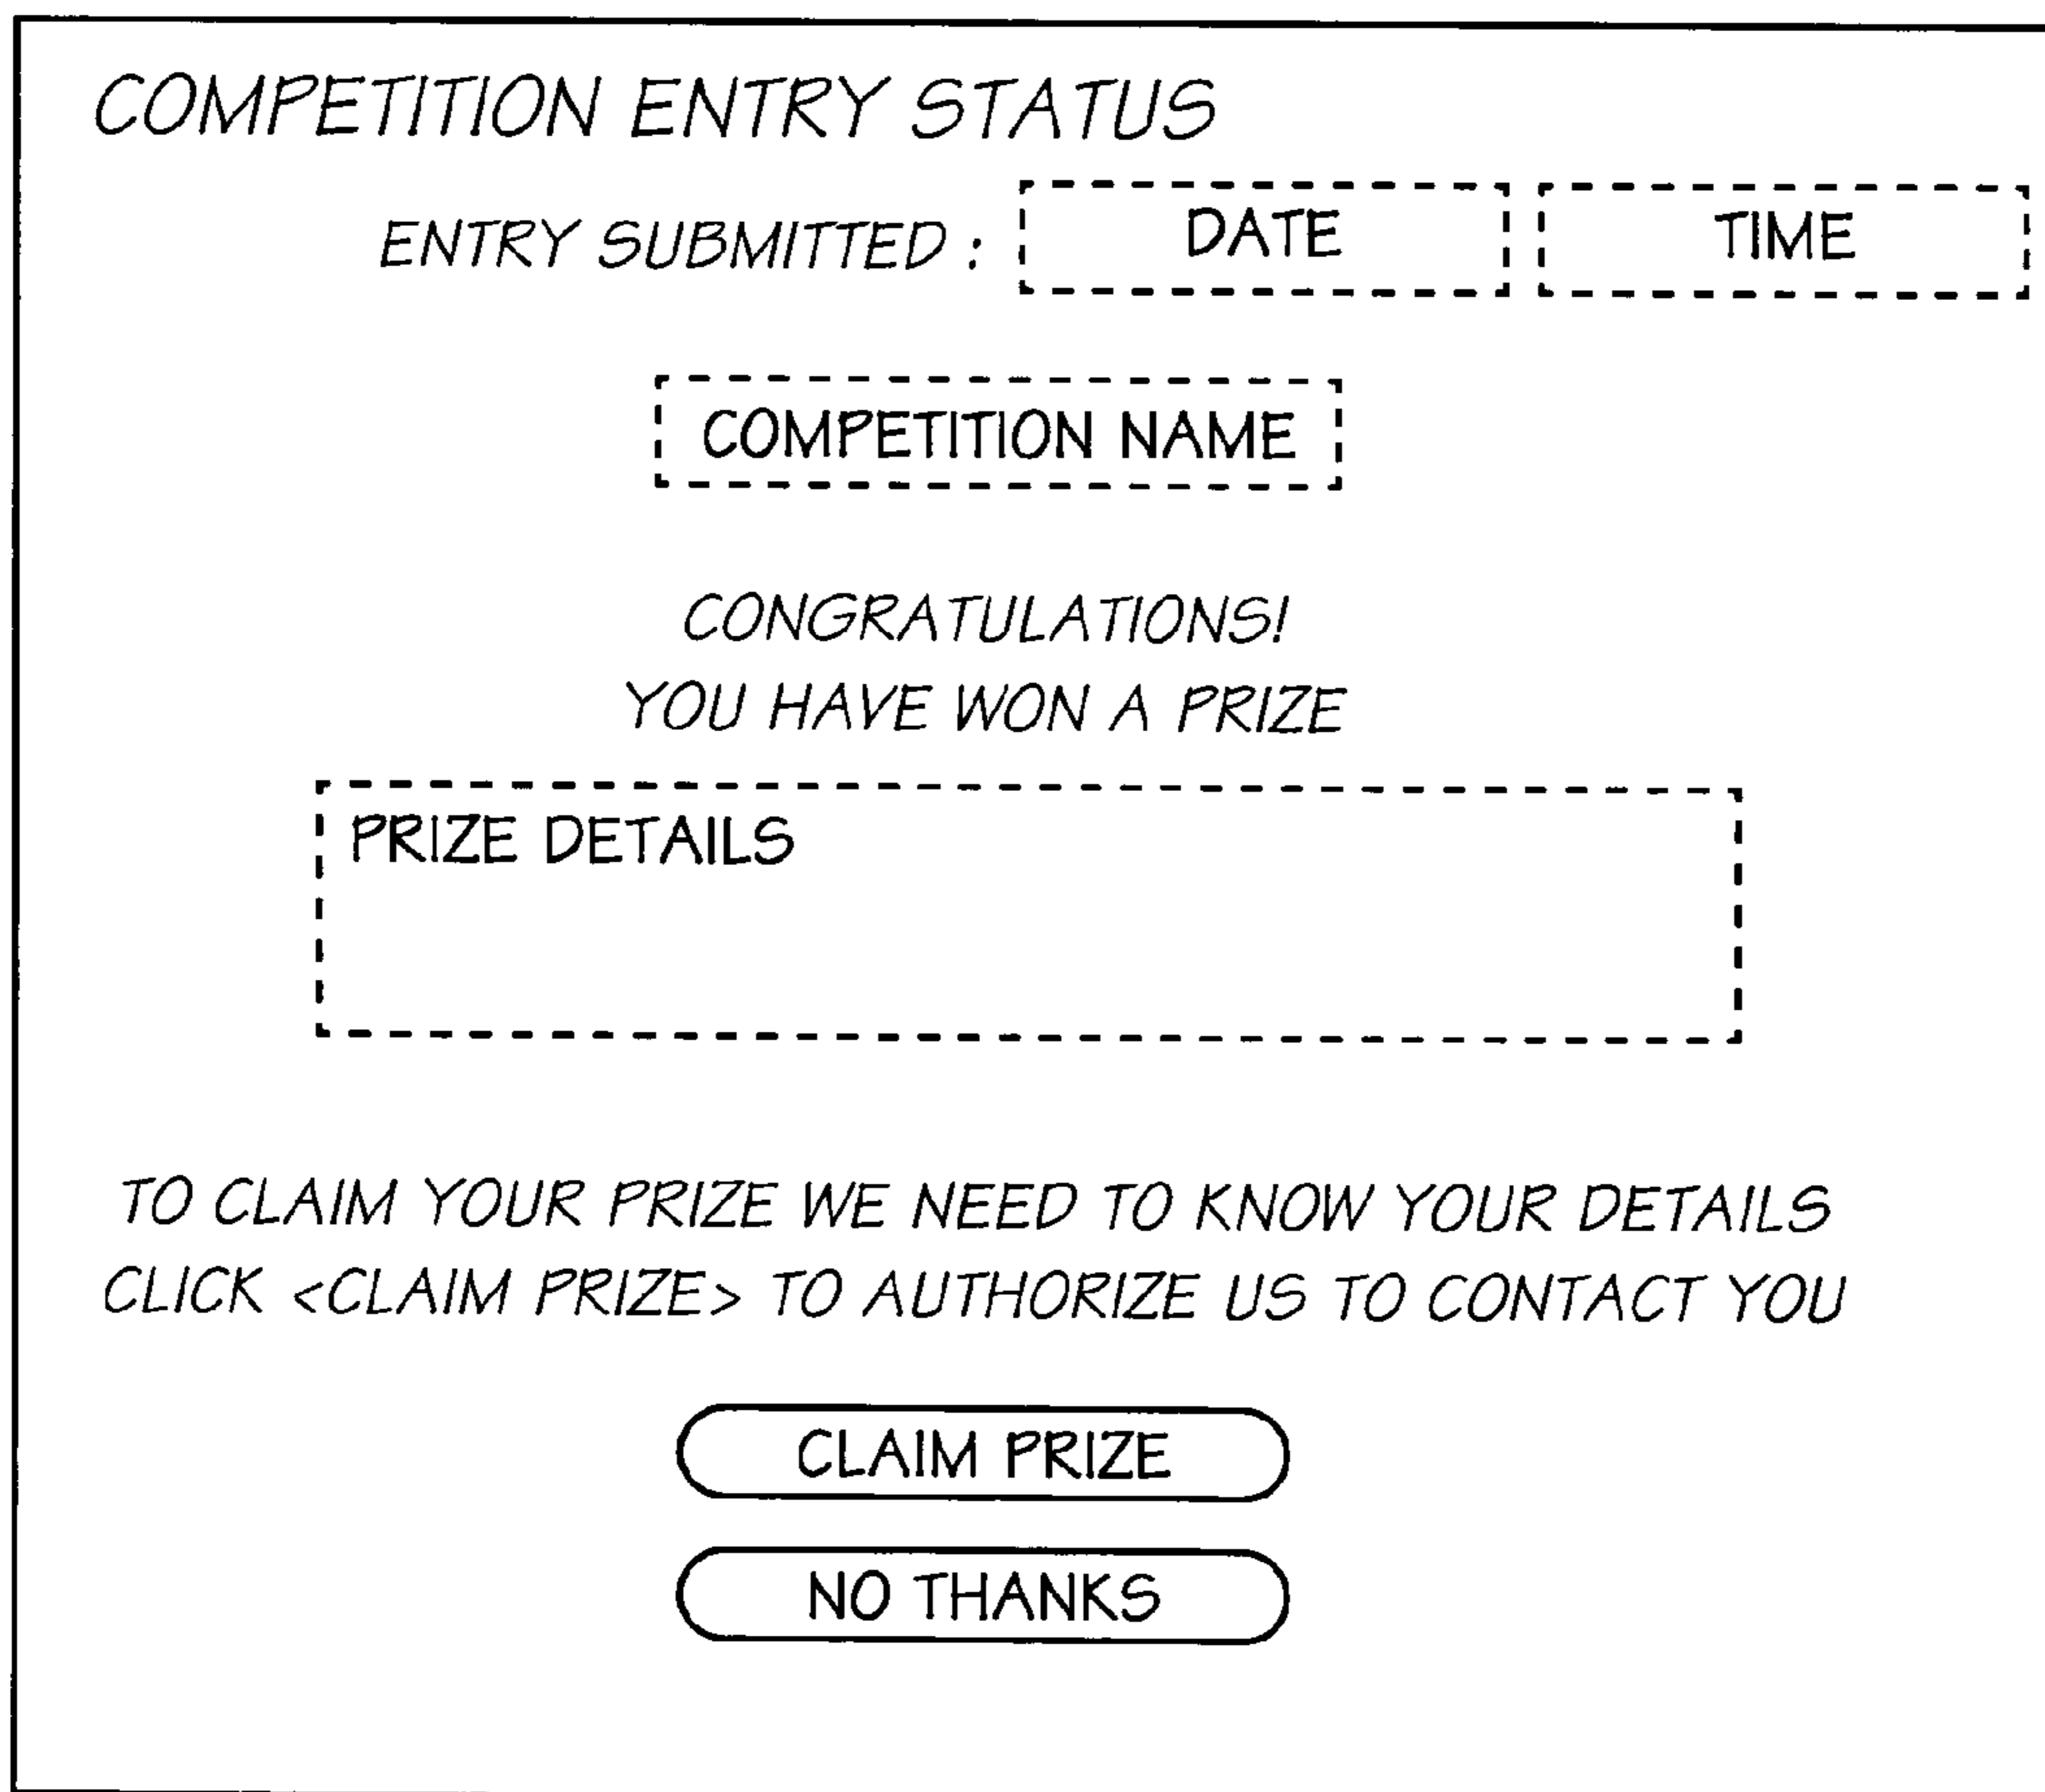 COMPETITION ENTRY STATUS
ENTRY SUBMITTED : DATE TIME
COMPETITION NAME
CONGRATULATIONS!
YOU HAVE WON A PRIZE
PRIZE DETAILS
TO CLAIM YOUR PRIZE WE NEED TO KNOW YOUR DETAILS
CLICK <CLAIM PRIZE> TO AUTHORIZE US TO CONTACT YOU
CLAIM PRIZE
NO THANKS